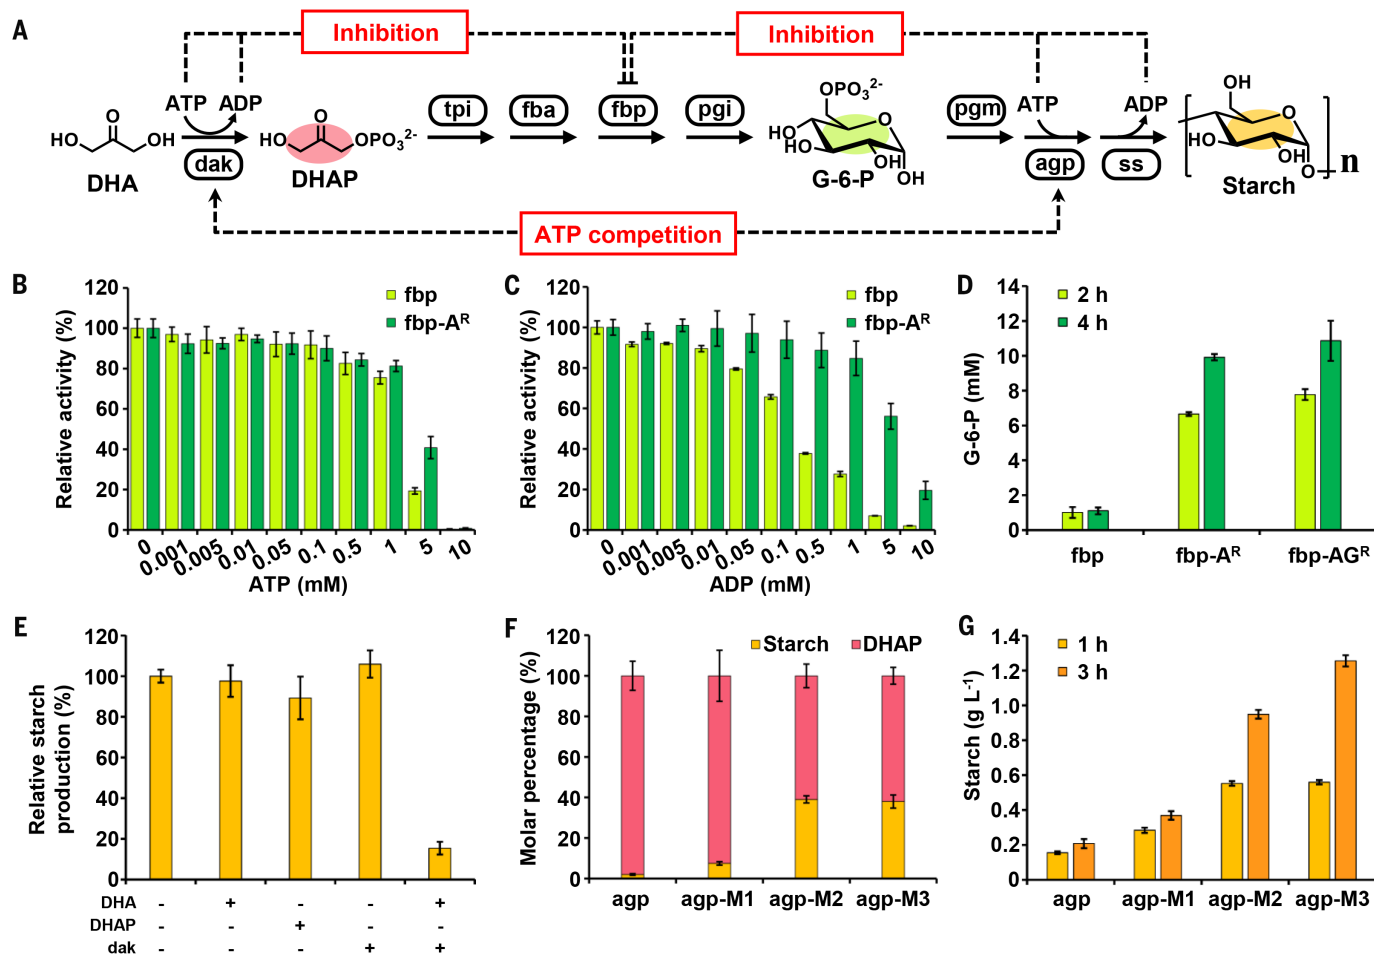 A
Inhibition
Inhibition
ATP ADP
HO O OH
DHA
dak
HO O OPO₃²⁻
DHAP
tpi
fba
fbp
pgi
OPO₃²⁻
HO
HO
O
OH
OH
G-6-P
pgm
ATP ADP
agp
ss
OH
O
HO
OH
O
n
Starch
ATP competition
B
Relative activity (%)
120
100
80
60
40
20
0
fbp
fbp-Aᴿ
0 0.001 0.005 0.01 0.05 0.1 0.5 1 5 10
ATP (mM)
C
Relative activity (%)
120
100
80
60
40
20
0
fbp
fbp-Aᴿ
0 0.001 0.005 0.01 0.05 0.1 0.5 1 5 10
ADP (mM)
D
G-6-P (mM)
14
12
10
8
6
4
2
0
2 h
4 h
fbp fbp-Aᴿ fbp-AGᴿ
E
Relative starch
production (%)
120
100
80
60
40
20
0
DHA - + - - +
DHAP - - + - -
dak - - - + +
F
Molar percentage (%)
120
100
80
60
40
20
0
Starch DHAP
agp agp-M1 agp-M2 agp-M3
G
Starch (g L⁻¹)
1.4
1.2
1.0
0.8
0.6
0.4
0.2
0
1 h
3 h
agp agp-M1 agp-M2 agp-M3